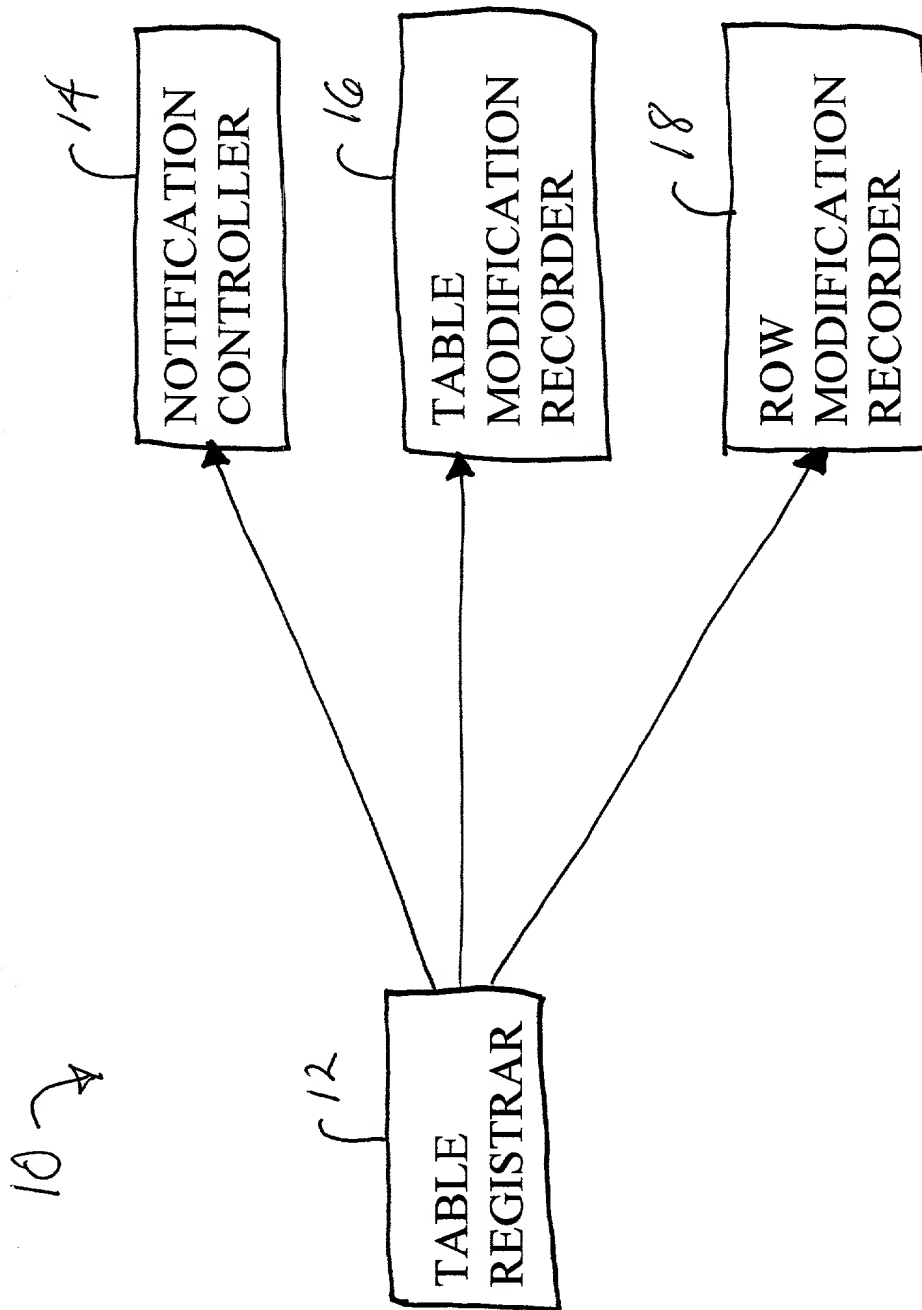 10
12
TABLE
REGISTRAR
14
NOTIFICATION
CONTROLLER
16
TABLE
MODIFICATION
RECORDER
18
ROW
MODIFICATION
RECORDER